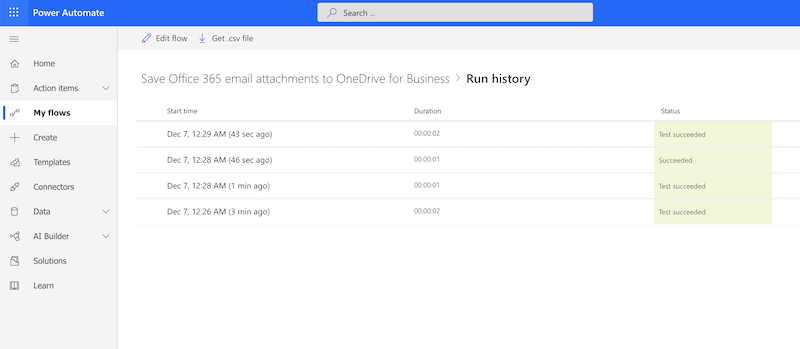 Power Automate
Search ...
Edit flow
Get .csv file
Home
Action items
My flows
Create
Templates
Connectors
Data
AI Builder
Solutions
Learn
Save Office 365 email attachments to OneDrive for Business > Run history
Start time Duration Status
Dec 7, 12:29 AM (43 sec ago) 00:00:02 Test succeeded
Dec 7, 12:28 AM (46 sec ago) 00:00:01 Succeeded
Dec 7, 12:28 AM (1 min ago) 00:00:01 Test succeeded
Dec 7, 12:26 AM (3 min ago) 00:00:02 Test succeeded